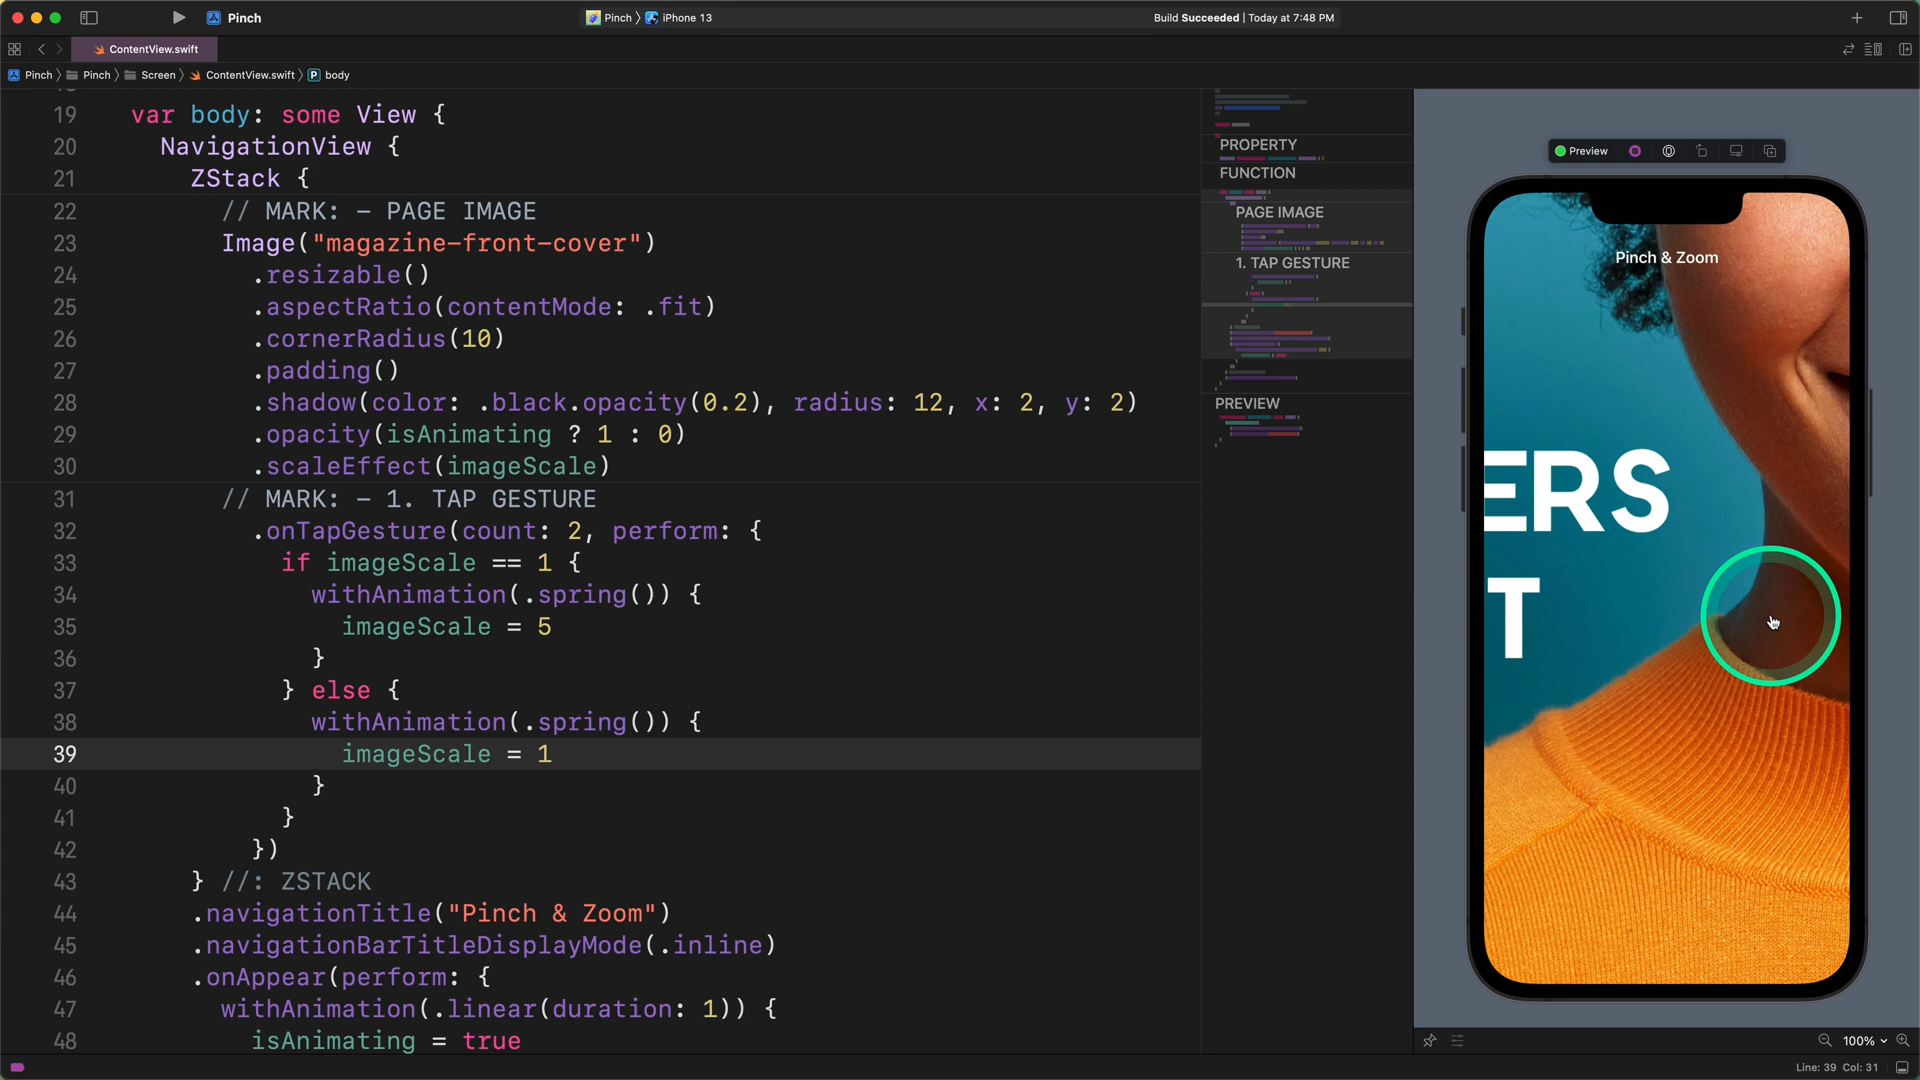 Pinch
Pinch 〉 iPhone 13
Build Succeeded | Today at 7:48 PM
ContentView.swift
Pinch 〉 Pinch 〉 Screen 〉 ContentView.swift 〉 P body
19 var body: some View {
20 NavigationView {
21 ZStack {
22 // MARK: – PAGE IMAGE
23 Image("magazine–front–cover")
24 .resizable()
25 .aspectRatio(contentMode: .fit)
26 .cornerRadius(10)
27 .padding()
28 .shadow(color: .black.opacity(0.2), radius: 12, x: 2, y: 2)
29 .opacity(isAnimating ? 1 : 0)
30 .scaleEffect(imageScale)
31 // MARK: – 1. TAP GESTURE
32 .onTapGesture(count: 2, perform: {
33 if imageScale == 1 {
34 withAnimation(.spring()) {
35 imageScale = 5
36 }
37 } else {
38 withAnimation(.spring()) {
39 imageScale = 1
40 }
41 }
42 })
43 } //: ZSTACK
44 .navigationTitle("Pinch & Zoom")
45 .navigationBarTitleDisplayMode(.inline)
46 .onAppear(perform: {
47 withAnimation(.linear(duration: 1)) {
48 isAnimating = true
PROPERTY
FUNCTION
PAGE IMAGE
1. TAP GESTURE
PREVIEW
Preview
Pinch & Zoom
ERS
T
100%
Line: 39 Col: 31